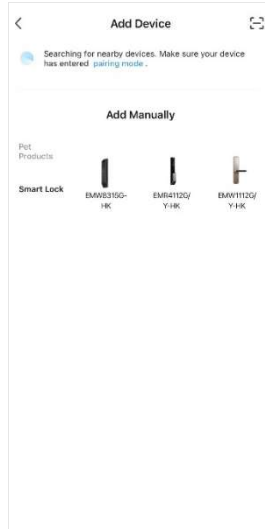 Add Device
Searching for nearby devices. Make sure your device
has entered pairing mode .
Add Manually
Pet
Products
Smart Lock
EMW8315G-
HK
EMR4112G/
Y-HK
EMW1112G/
Y-HK